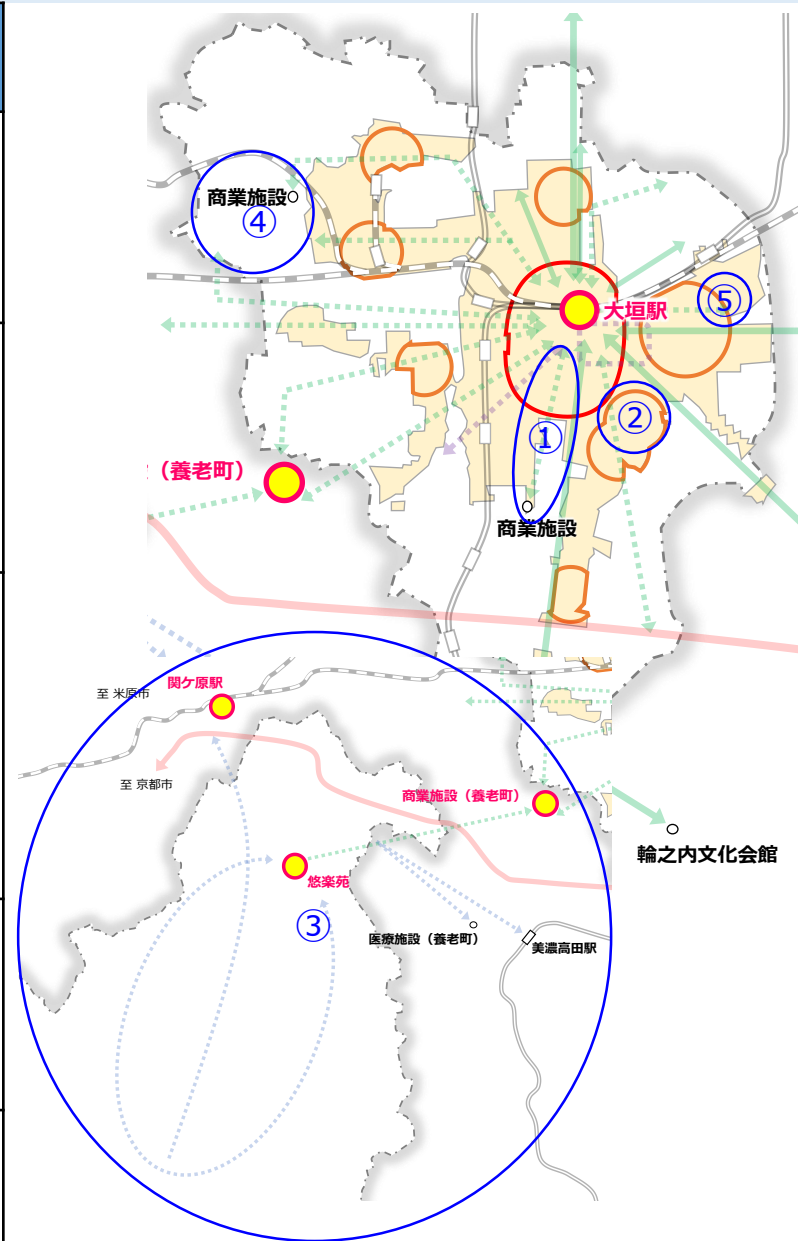 商業施設
④
⑤
大垣駅
②
①
（養老町）
商業施設
関ケ原駅
至 米原市
至 京都市
商業施設（養老町）
輪之内文化会館
悠楽苑
③
医療施設（養老町）
美濃高田駅